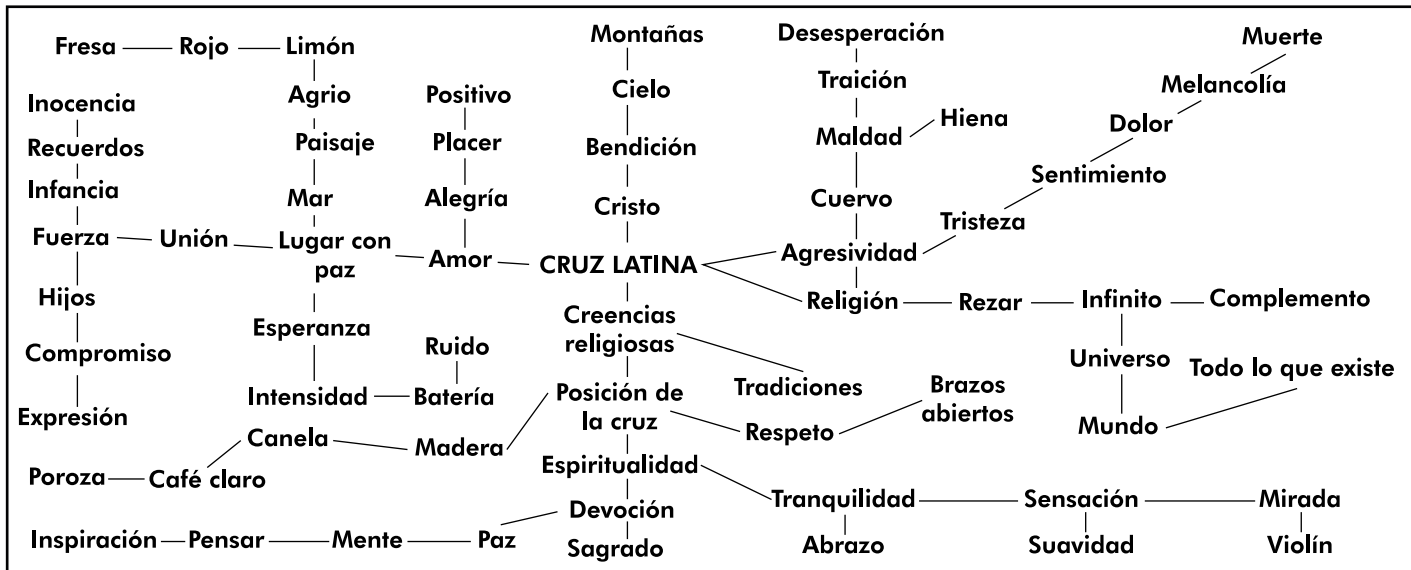 Montañas
Desesperación
Muerte
Fresa
Rojo
Limón
Traición
Melancolía
Cielo
Agrio
Positivo
Inocencia
Hiena
Dolor
Maldad
Paisaje
Placer
Bendición
Recuerdos
Sentimiento
Infancia
Mar
Alegría
Cuervo
Cristo
Tristeza
Fuerza
Unión
Lugar con
paz
Amor
CRUZ LATINA
Agresividad
Hijos
Religión
Rezar
Infinito
Complemento
Creencias
religiosas
Esperanza
Compromiso
Ruido
Universo
Todo lo que existe
Tradiciones
Brazos
abiertos
Intensidad
Batería
Posición de
la cruz
Expresión
Respeto
Mundo
Canela
Madera
Poroza
Café claro
Espiritualidad
Tranquilidad
Sensación
Mirada
Devoción
Inspiración
Pensar
Mente
Paz
Sagrado
Abrazo
Suavidad
Violín